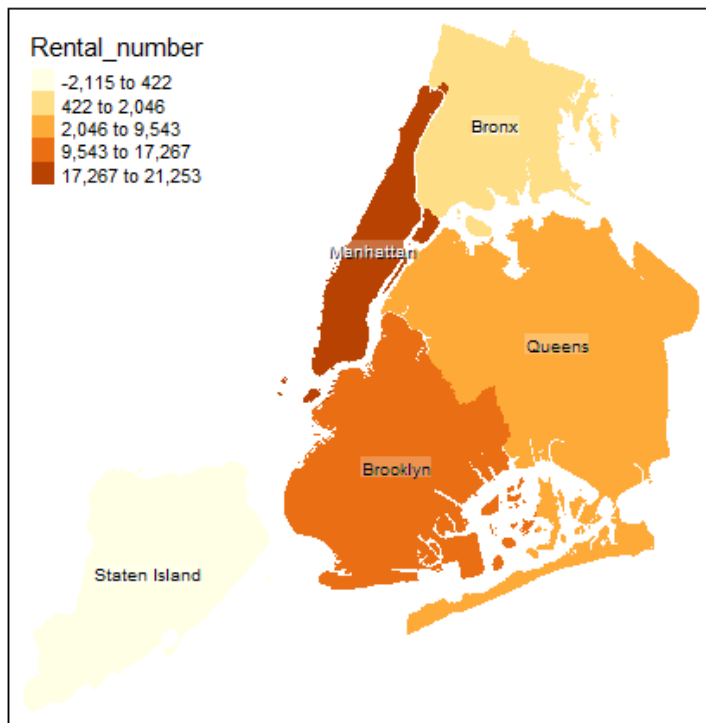 Rental_number
-2,115 to 422
422 to 2,046
2,046 to 9,543
9,543 to 17,267
17,267 to 21,253
Bronx
Manhattan
Queens
Brooklyn
Staten Island